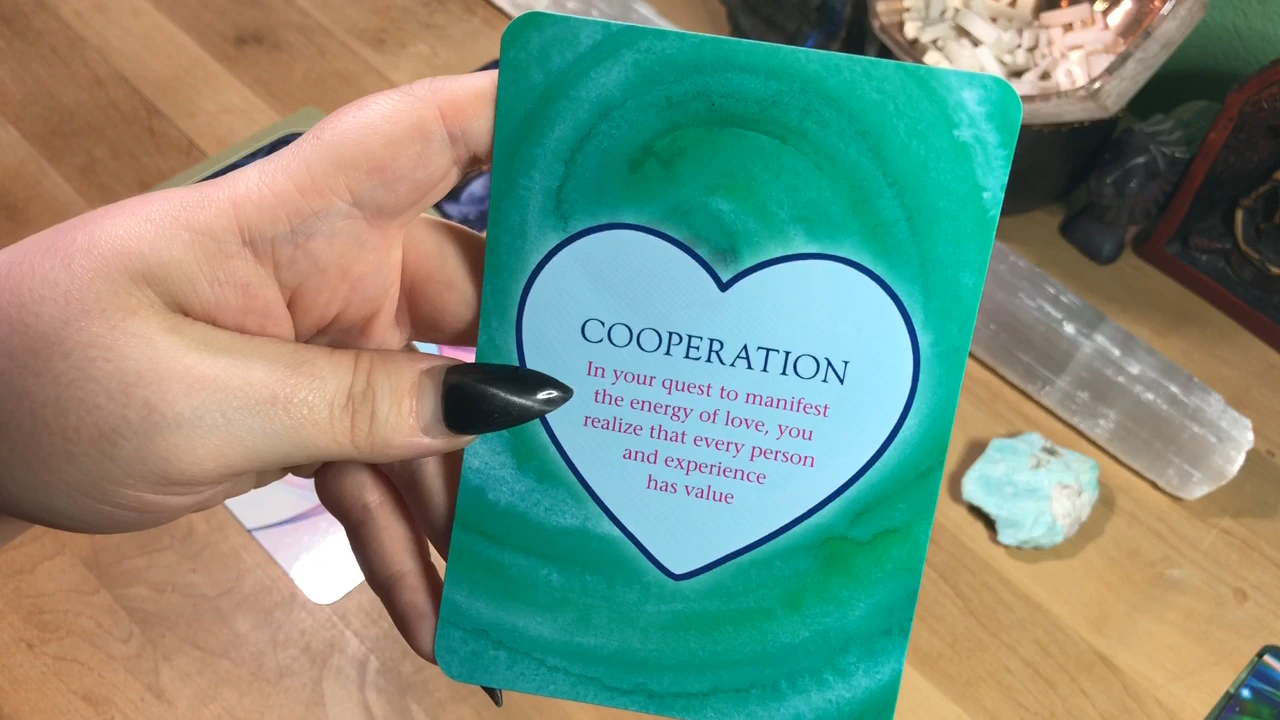 COOPERATION
In your quest to manifest
the energy of love, you
realize that every person
and experience
has value